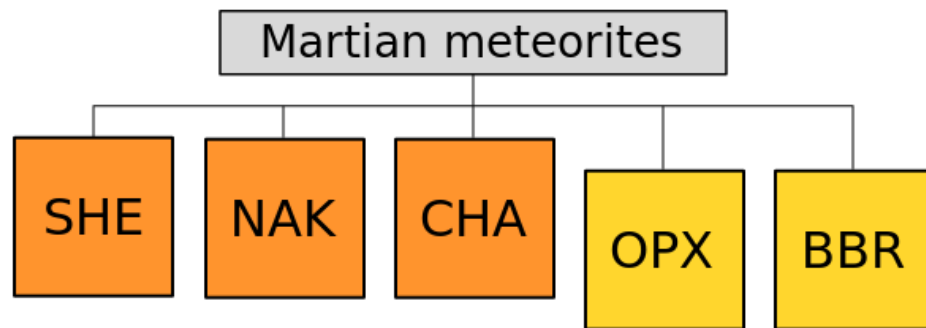 Martian meteorites
SHE
NAK
CHA
OPX
BBR